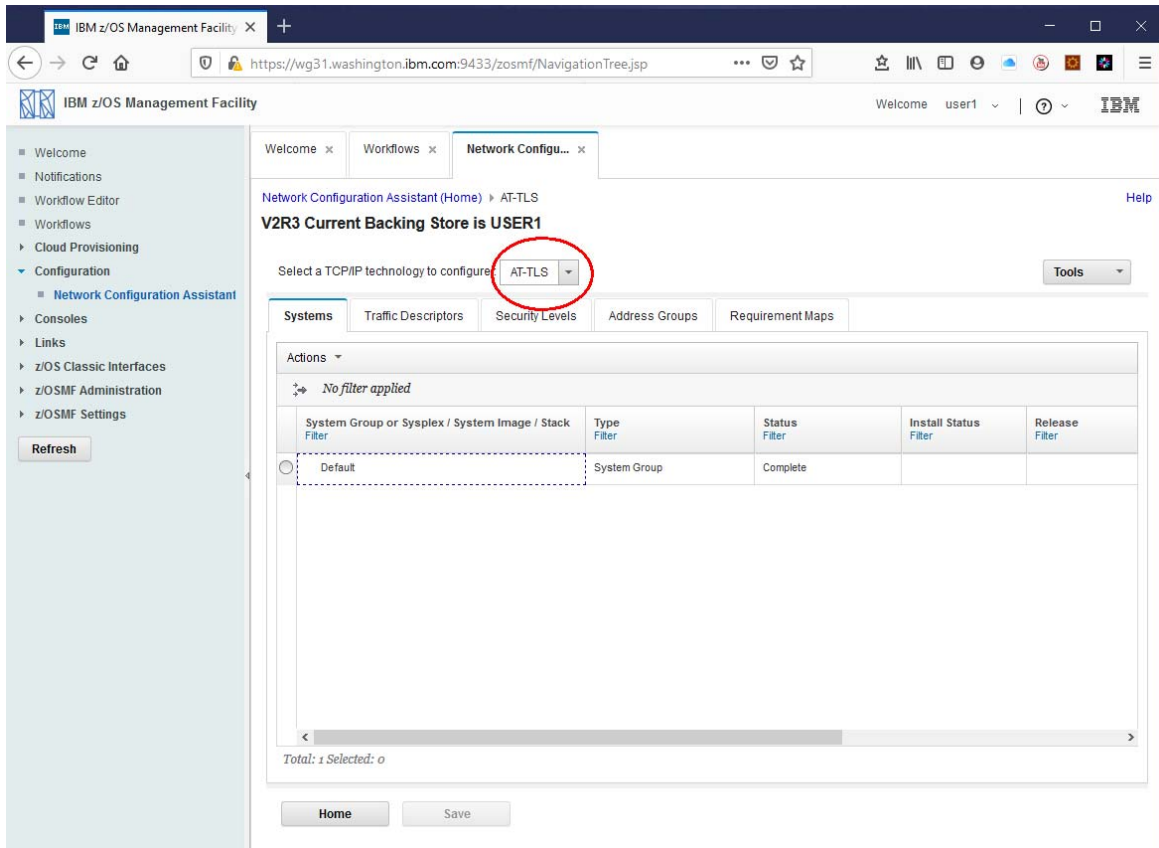 IBM IBM z/OS Management Facility
https://wg31.washington.ibm.com:9433/zosmf/NavigationTree.jsp
IBM z/OS Management Facility
Welcome user1
IBM
Welcome
Notifications
Workflow Editor
Workflows
Cloud Provisioning
Configuration
Network Configuration Assistant
Consoles
Links
z/OS Classic Interfaces
z/OSMF Administration
z/OSMF Settings
Refresh
Welcome Workflows Network Configu...
Network Configuration Assistant (Home) AT-TLS Help
V2R3 Current Backing Store is USER1
Select a TCP/IP technology to configure: AT-TLS Tools
Systems Traffic Descriptors Security Levels Address Groups Requirement Maps
Actions
No filter applied
System Group or Sysplex / System Image / Stack Type Status Install Status Release
Filter Filter Filter Filter Filter
Default System Group Complete
Total: 1 Selected: 0
Home Save